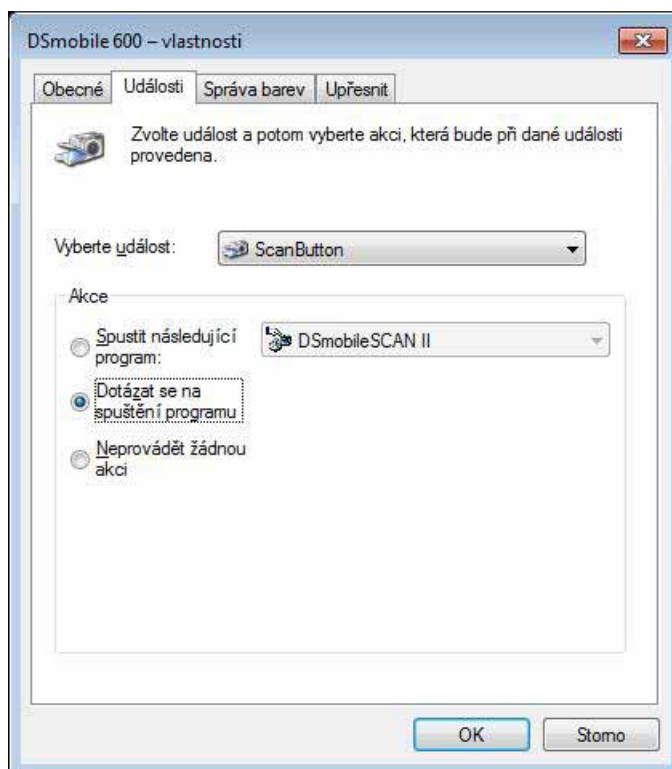 DSmobile 600 – vlastnosti
Obecné Události Správa barev Upřesnit
Zvolte událost a potom vyberte akci, která bude při dané události
provedena.
Vyberte událost: ScanButton
Akce
Spustit následující
program: DSmobileSCAN II
Dotázat se na
spuštění programu
Neprovádět žádnou
akci
OK Storno